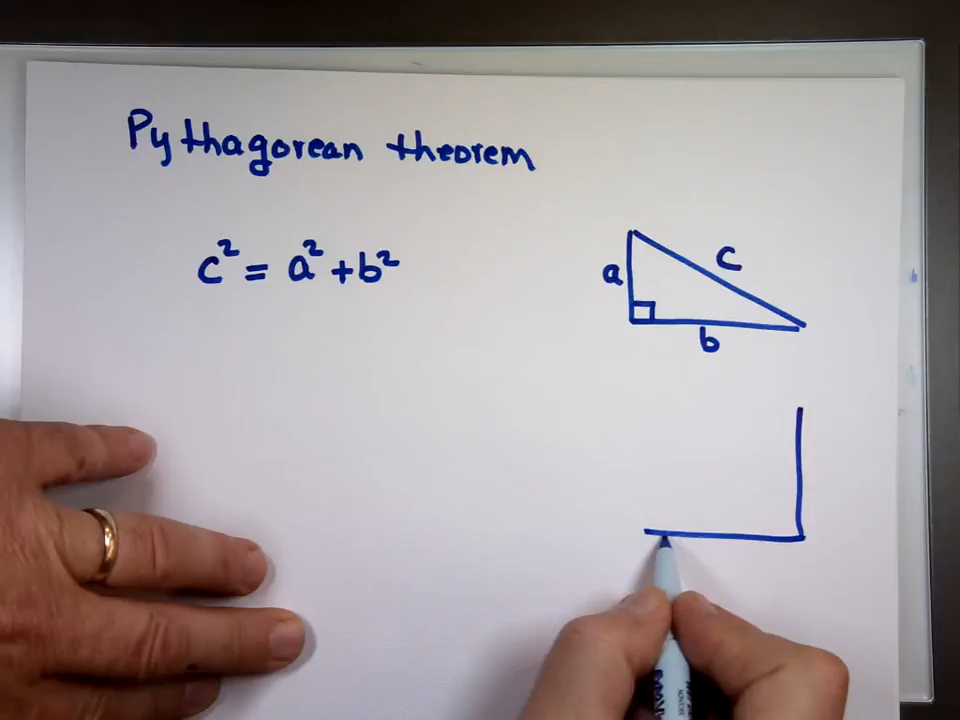 Pythagorean theorem
c² = a² + b²
c
a
b